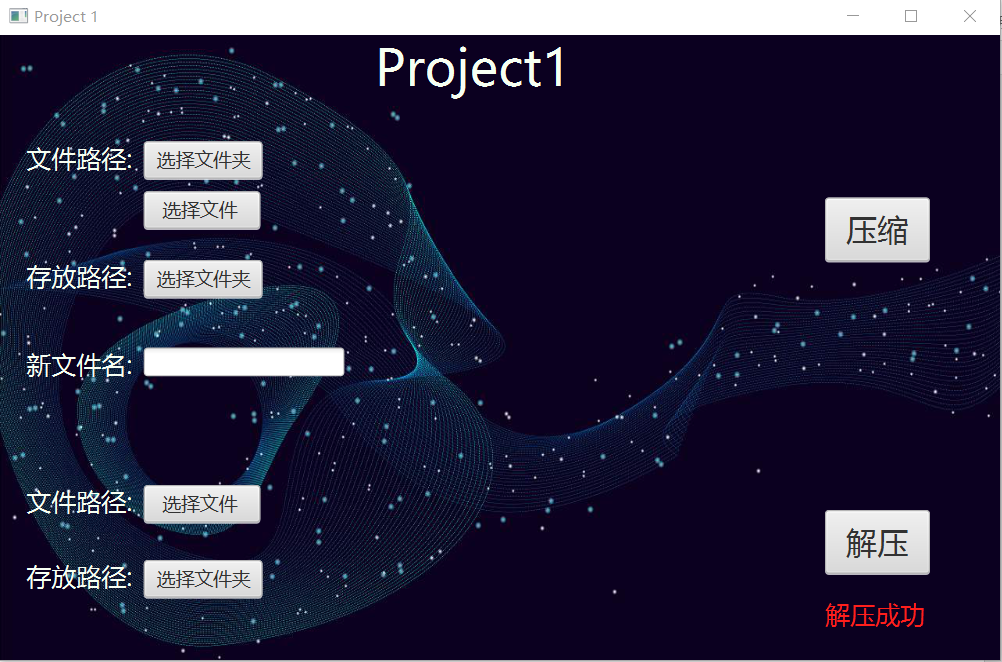 Project 1
Project1
文件路径: 选择文件夹
选择文件
压缩
存放路径: 选择文件夹
新文件名:
文件路径: 选择文件
解压
存放路径: 选择文件夹
解压成功